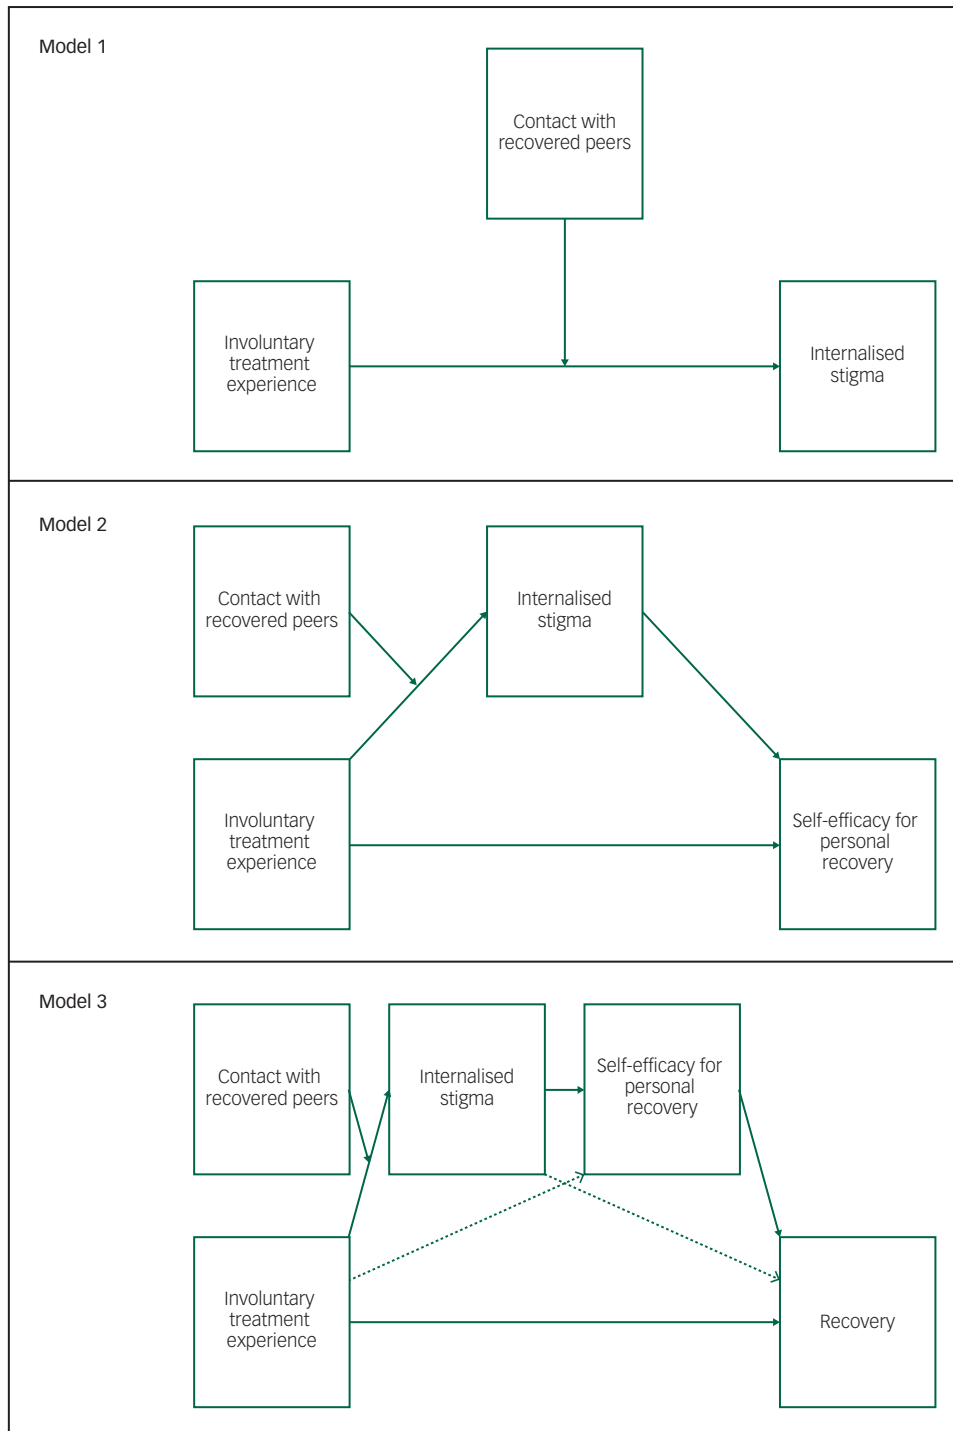 Model 1
Contact with
recovered peers
Involuntary
treatment
experience
Internalised
stigma
Model 2
Contact with
recovered peers
Internalised
stigma
Involuntary
treatment
experience
Self-efficacy for
personal
recovery
Model 3
Contact with
recovered peers
Internalised
stigma
Self-efficacy for
personal
recovery
Involuntary
treatment
experience
Recovery